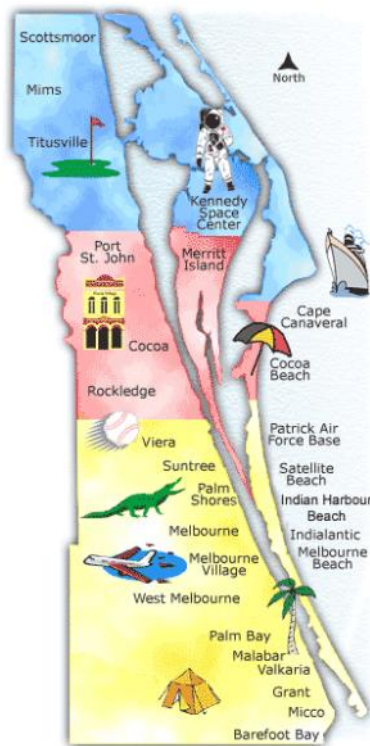 Scottsmoor
North
Mims
Titusville
Kennedy
Space
Center
Port
St. John
Merritt
Island
Cape
Canaveral
Cocoa
Cocoa
Beach
Rockledge
Viera
Patrick Air
Force Base
Suntree
Satellite
Beach
Palm
Shores
Indian Harbour
Beach
Melbourne
Indialantic
Melbourne
Village
Melbourne
Beach
West Melbourne
Palm Bay
Malabar
Valkaria
Grant
Micco
Barefoot Bay